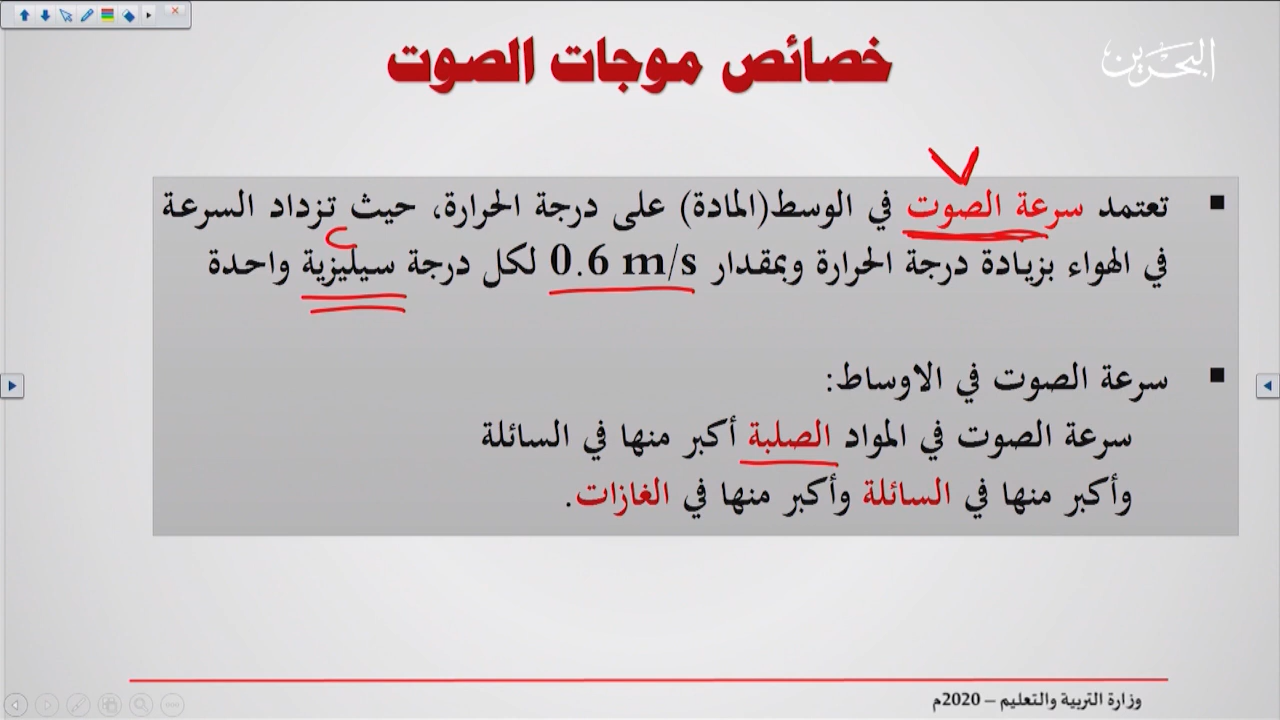 خصائص موجات الصوت
البحرين
تعتمد سرعة الصوت في الوسط(المادة) على درجة الحرارة، حيث تزداد السرعة
في الهواء بزيادة درجة الحرارة وبمقدار 0.6 m/s لكل درجة سيليزية واحدة
سرعة الصوت في الاوساط:
سرعة الصوت في المواد الصلبة أكبر منها في السائلة
وأكبر منها في السائلة وأكبر منها في الغازات.
وزارة التربية والتعليم – 2020م